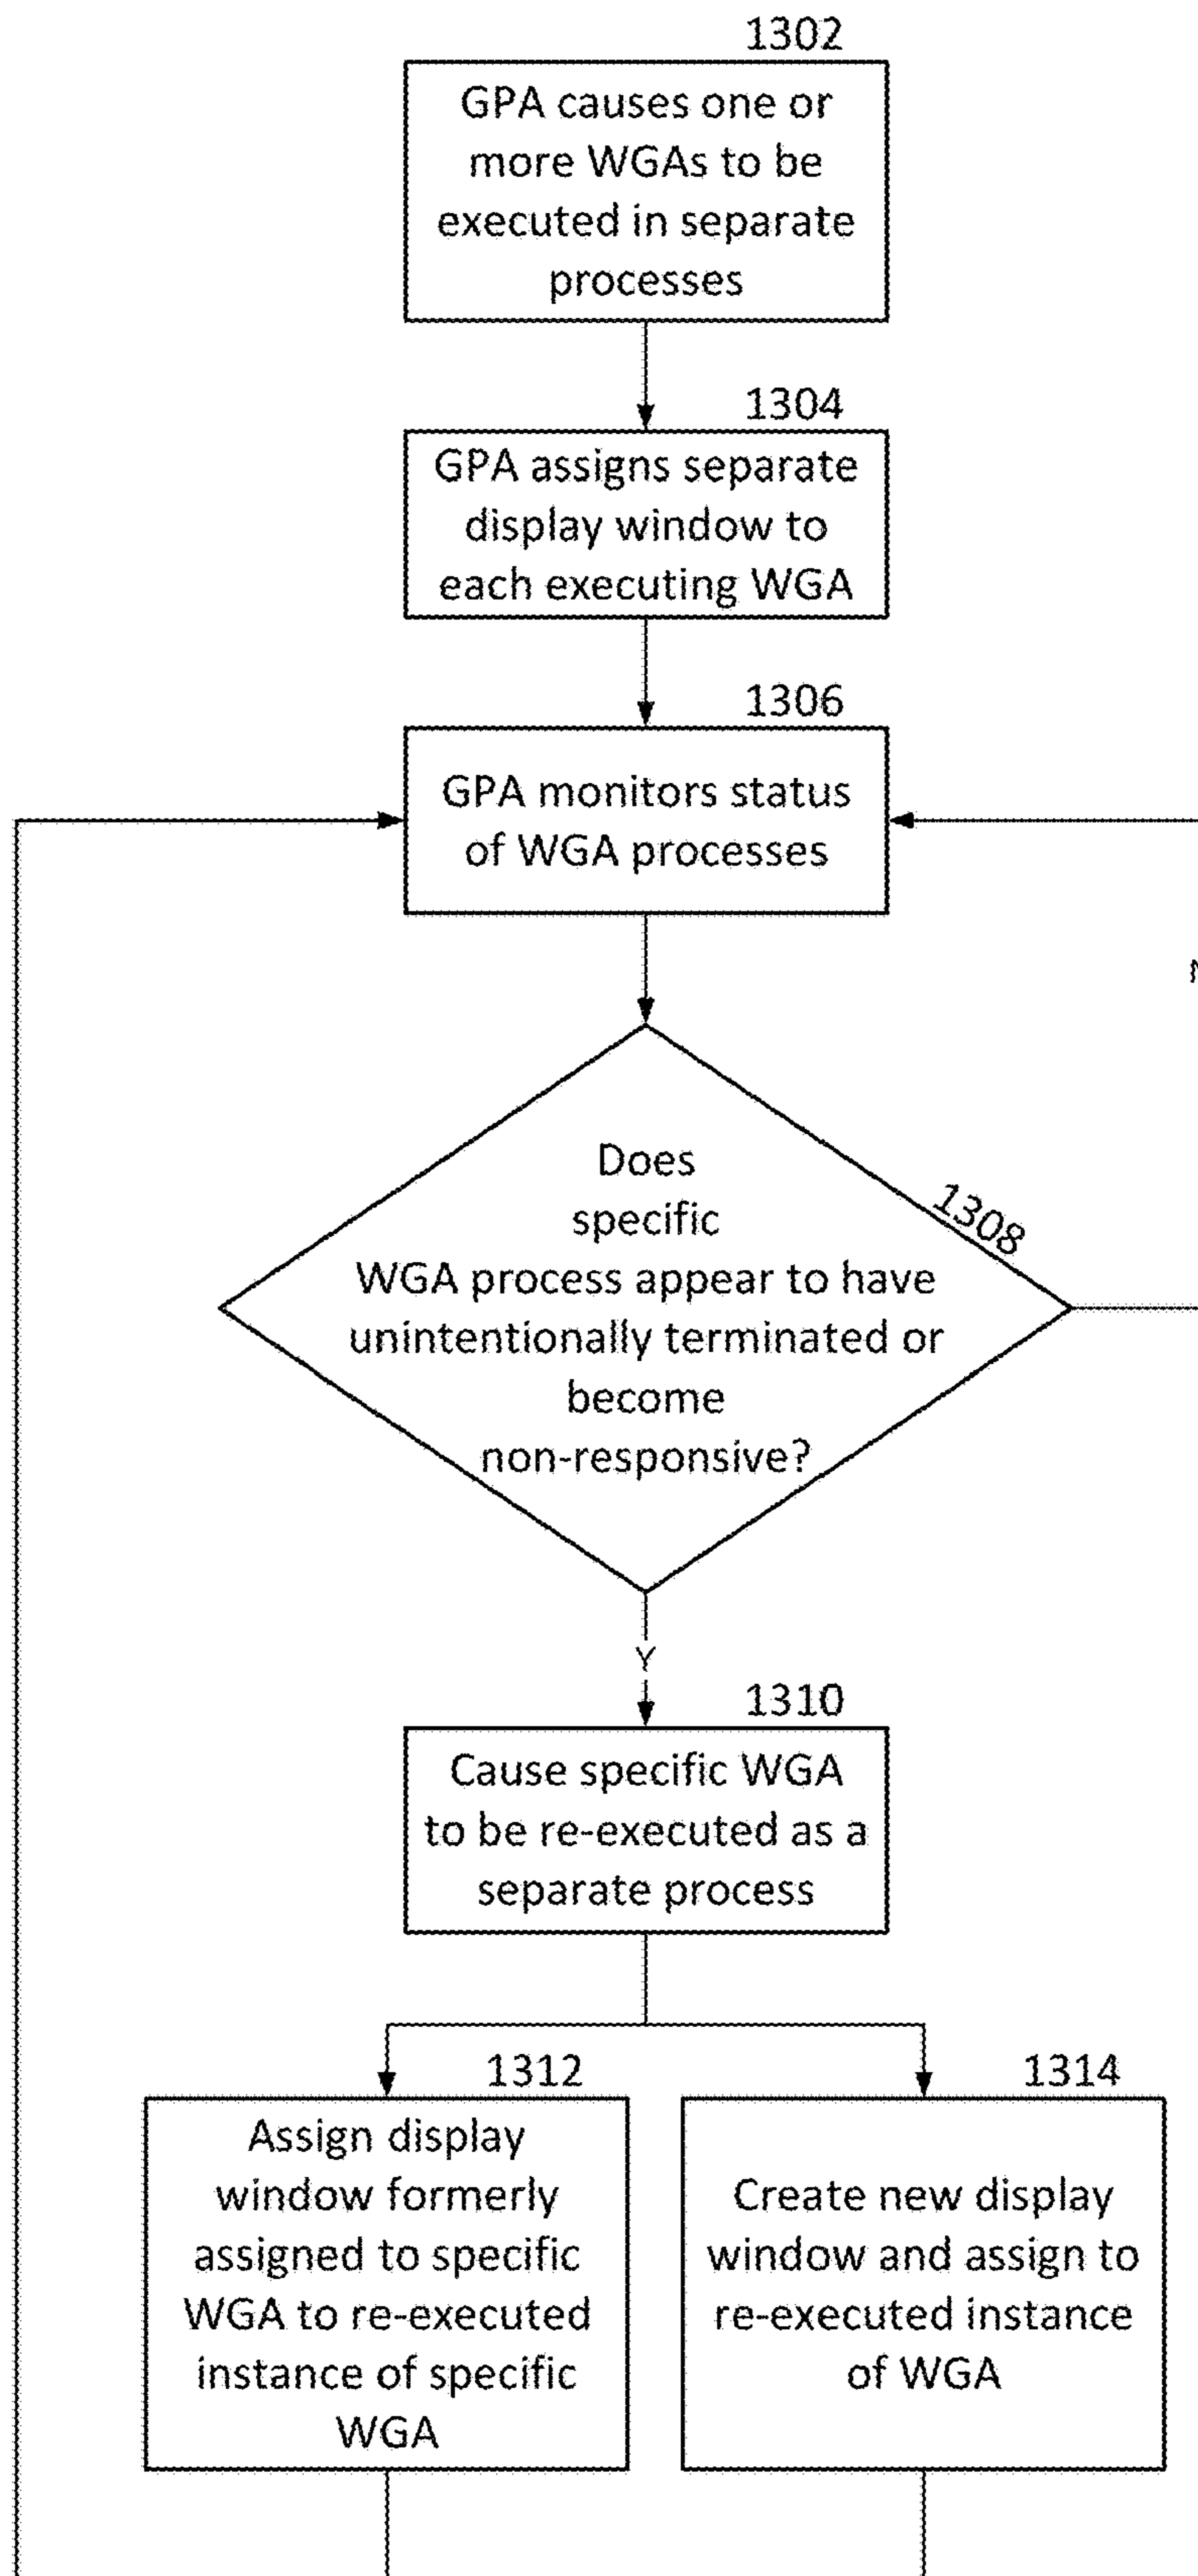 1302
GPA causes one or
more WGAs to be
executed in separate
processes
1304
GPA assigns separate
display window to
each executing WGA
1306
GPA monitors status
of WGA processes
Does
specific
WGA process appear to have
unintentionally terminated or
become
non-responsive?
1308
Y
1310
Cause specific WGA
to be re-executed as a
separate process
1312
Assign display
window formerly
assigned to specific
WGA to re-executed
instance of specific
WGA
1314
Create new display
window and assign to
re-executed instance
of WGA